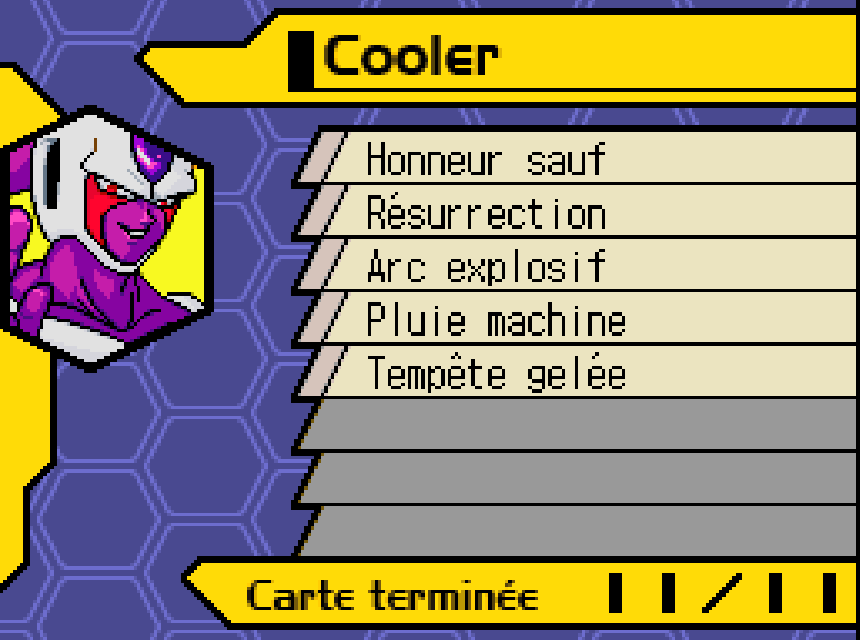 Cooler
Honneur sauf
Résurrection
Arc explosif
Pluie machine
Tempête gelée
Carte terminée 11/11